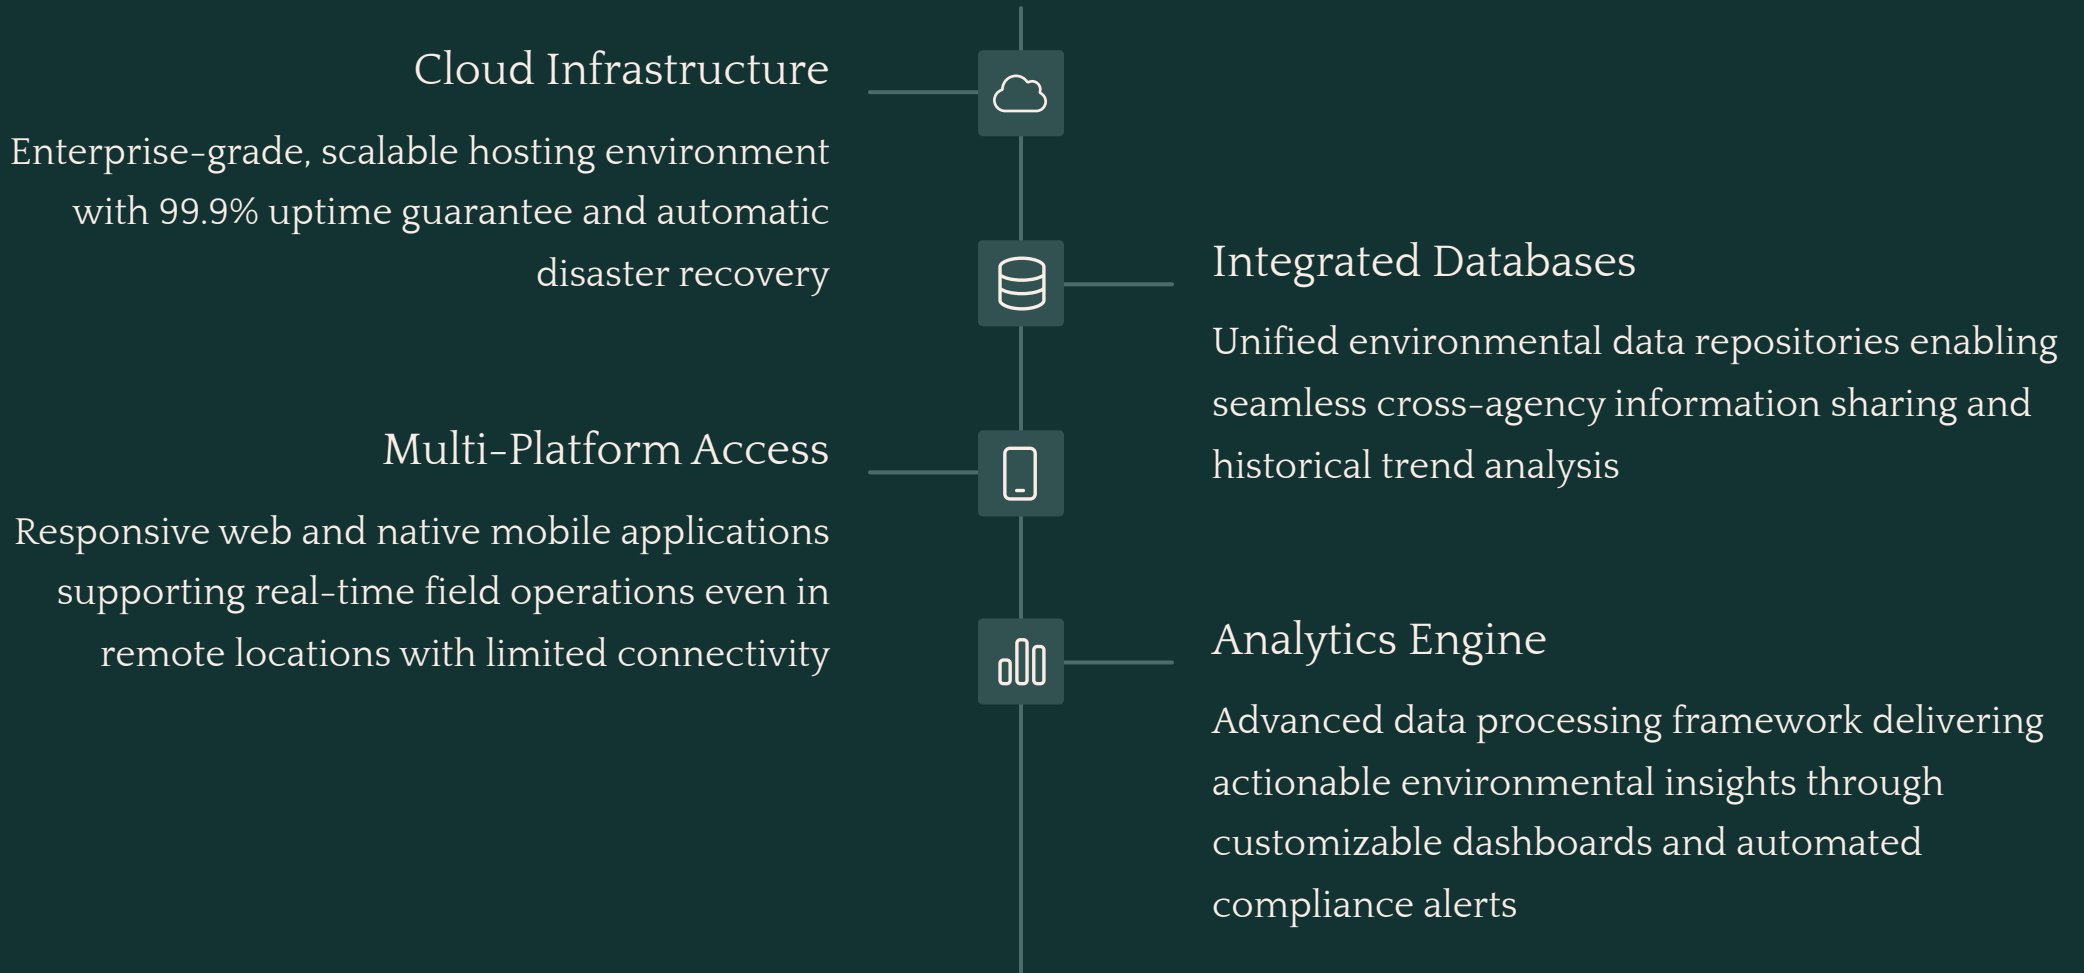 Cloud Infrastructure
Enterprise-grade, scalable hosting environment
with 99.9% uptime guarantee and automatic
disaster recovery
Integrated Databases
Unified environmental data repositories enabling
seamless cross-agency information sharing and
historical trend analysis
Multi-Platform Access
Responsive web and native mobile applications
supporting real-time field operations even in
remote locations with limited connectivity
Analytics Engine
Advanced data processing framework delivering
actionable environmental insights through
customizable dashboards and automated
compliance alerts